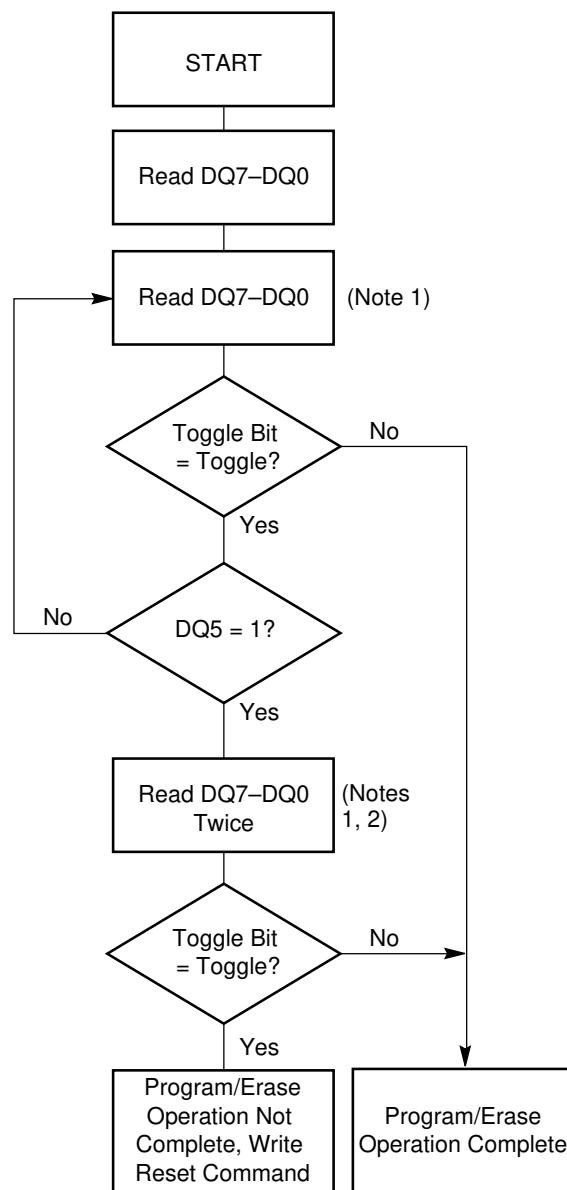 START
Read DQ7–DQ0
Read DQ7–DQ0
(Note 1)
Toggle Bit
= Toggle?
No
Yes
No
DQ5 = 1?
Yes
Read DQ7–DQ0
Twice
(Notes
1, 2)
Toggle Bit
= Toggle?
No
Yes
Program/Erase
Operation Not
Complete, Write
Reset Command
Program/Erase
Operation Complete